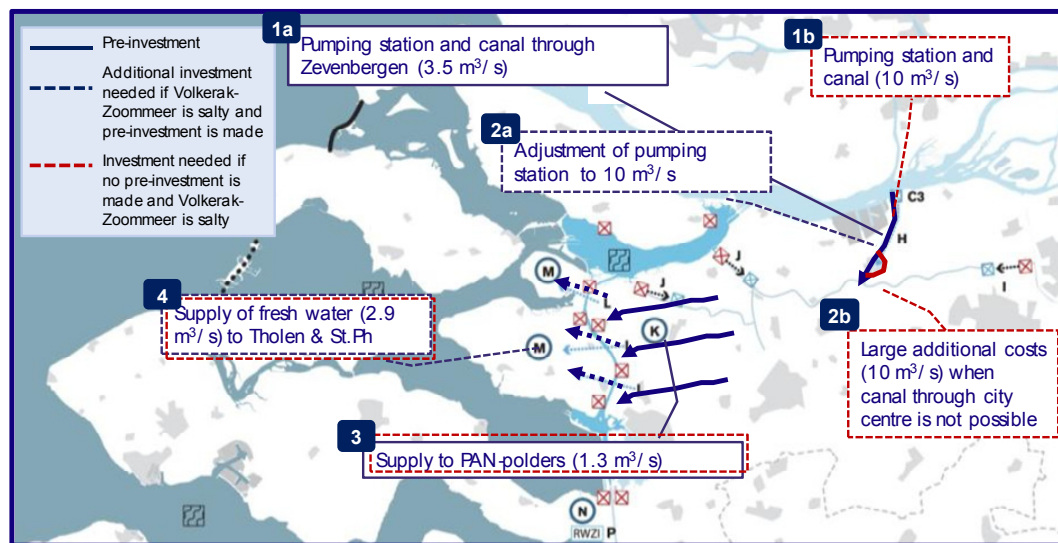 Pre-investment
Additional investment
needed if Volkerak-
Zoommeer is salty and
pre-investment is made
Investment needed if
no pre-investment is
made and Volkerak-
Zoommeer is salty
1a
Pumping station and canal through
Zevenbergen (3.5 m³/ s)
1b
Pumping station and
canal (10 m³/ s)
2a
Adjustment of pumping
station to 10 m³/ s
C3
H
J
J
I
M
L
4
Supply of fresh water (2.9
m³/ s) to Tholen & St.Ph
M
K
L
2b
Large additional costs
(10 m³/ s) when
canal through city
centre is not possible
3
Supply to PAN-polders (1.3 m³/ s)
N
RWZI P